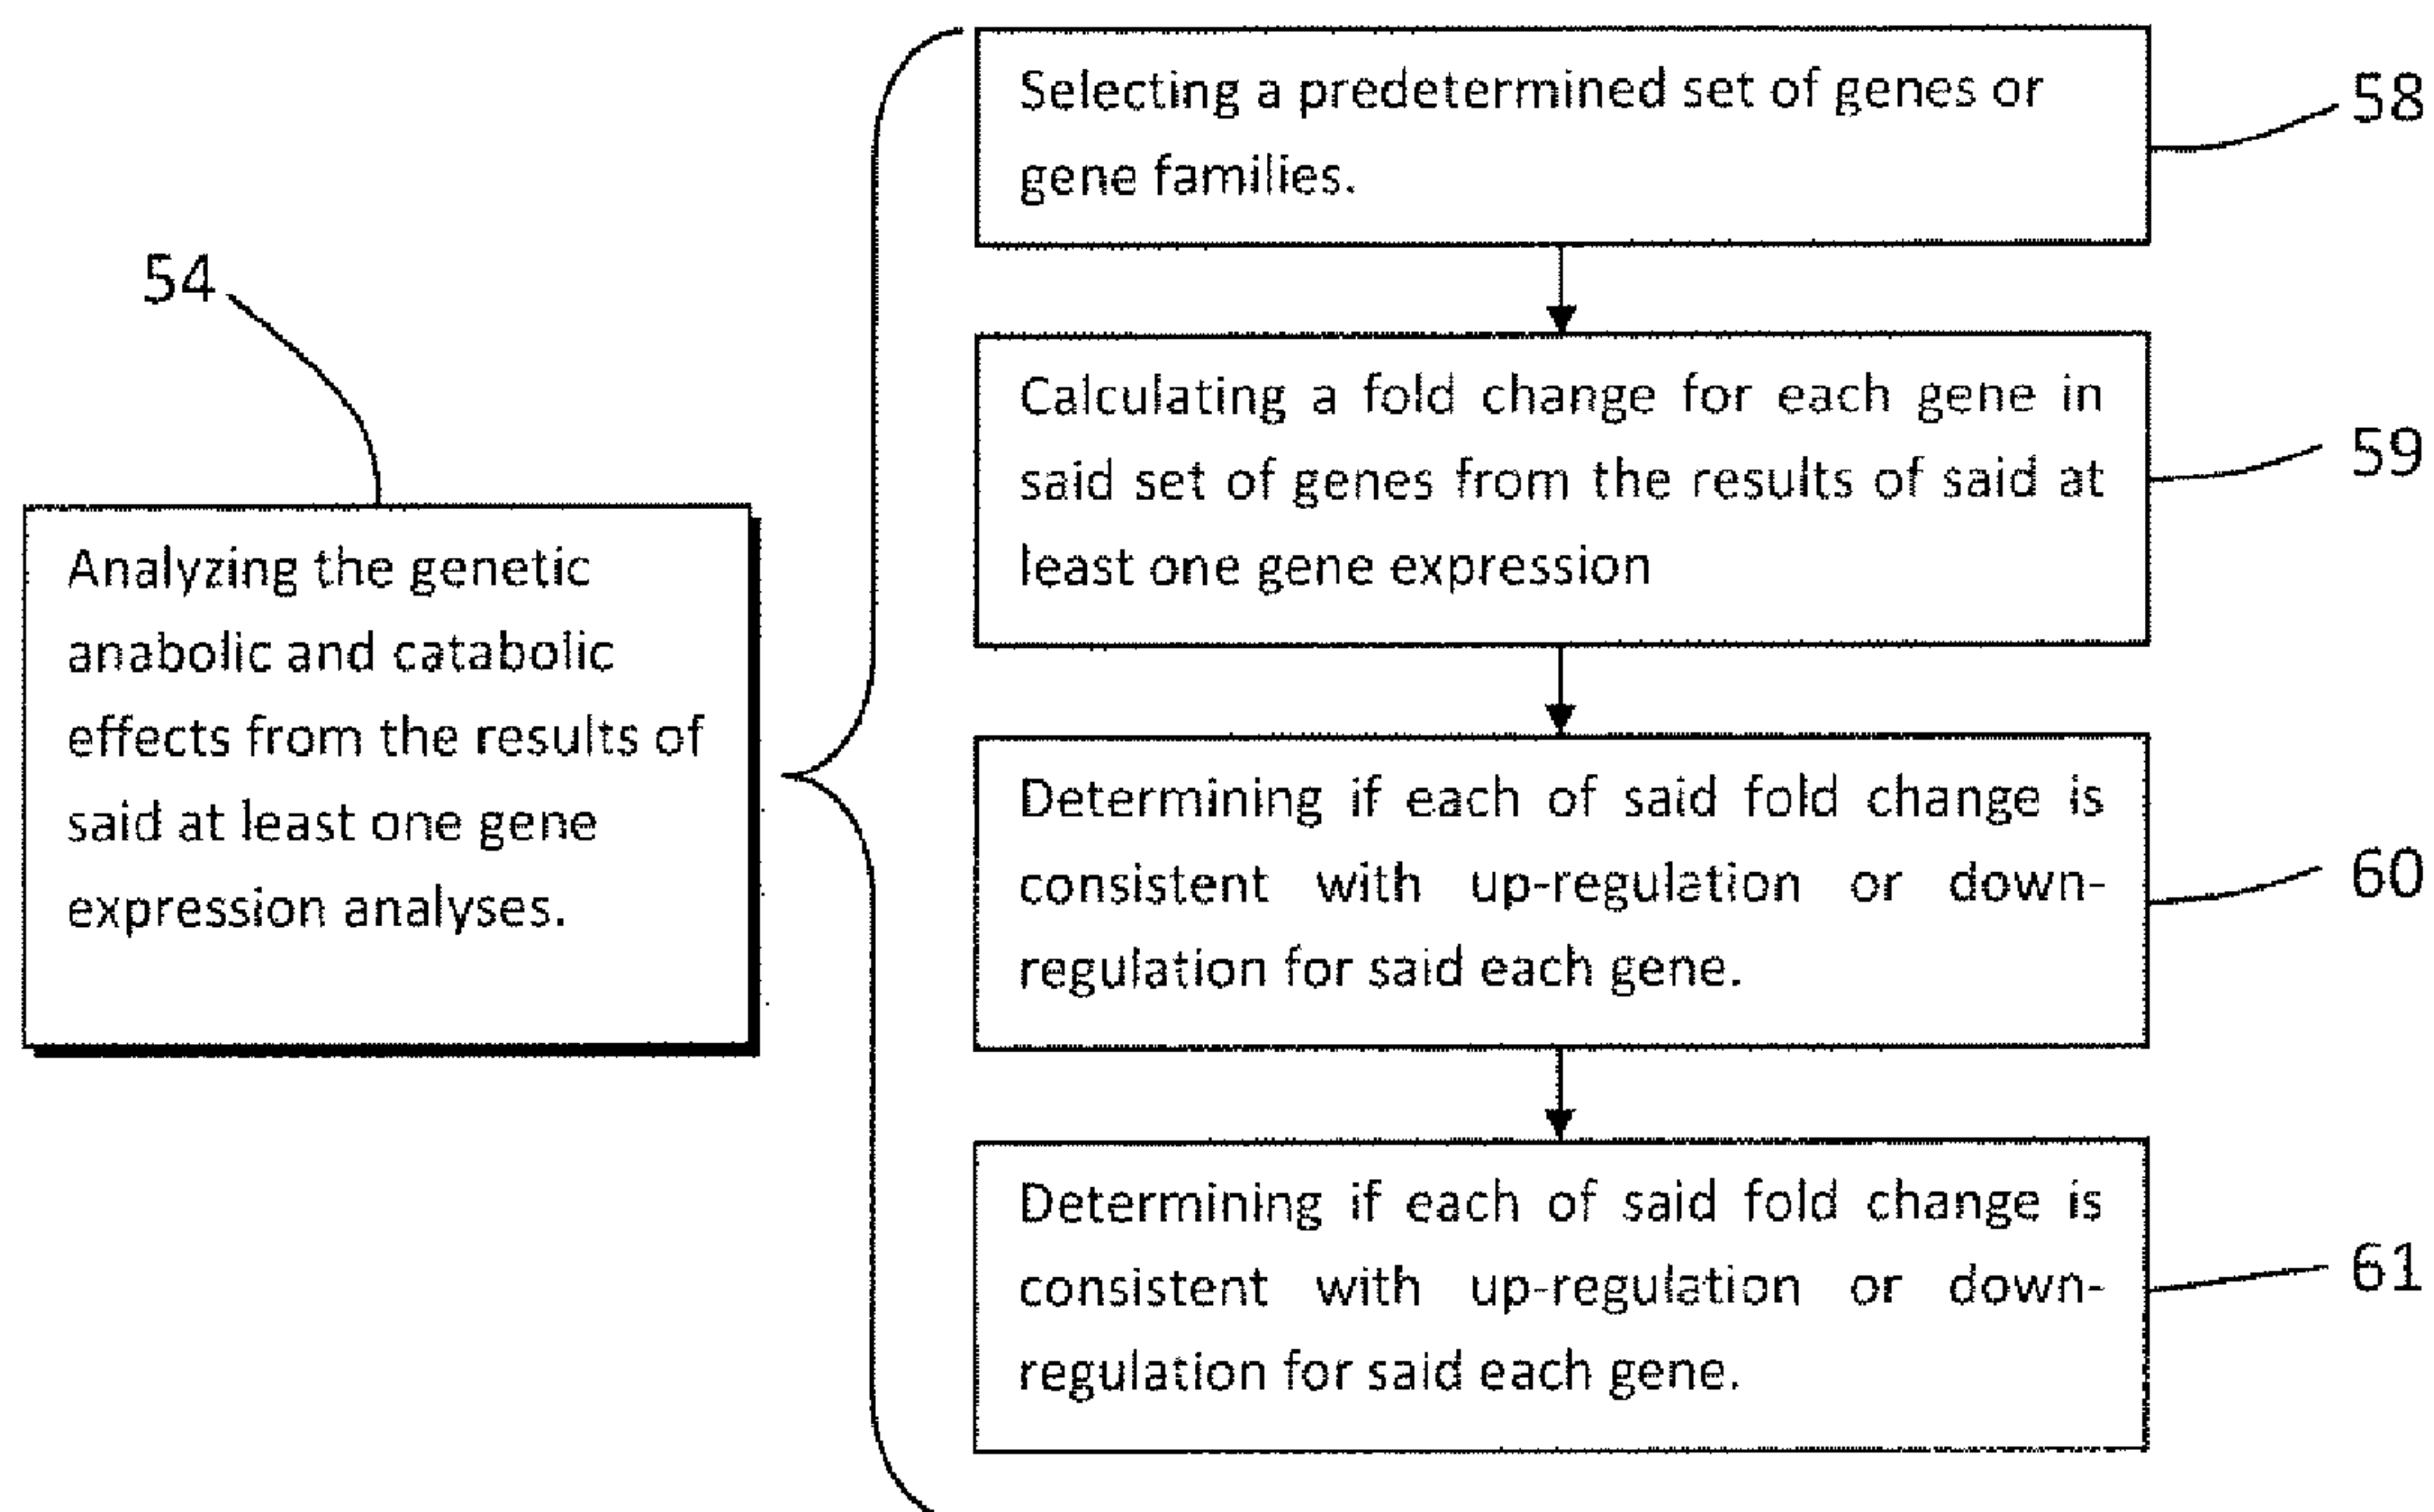 54
Analyzing the genetic
anabolic and catabolic
effects from the results of
said at least one gene
expression analyses.
Selecting a predetermined set of genes or
gene families.
58
Calculating a fold change for each gene in
said set of genes from the results of said at
least one gene expression
59
Determining if each of said fold change is
consistent with up-regulation or down-
regulation for said each gene.
60
Determining if each of said fold change is
consistent with up-regulation or down-
regulation for said each gene.
61